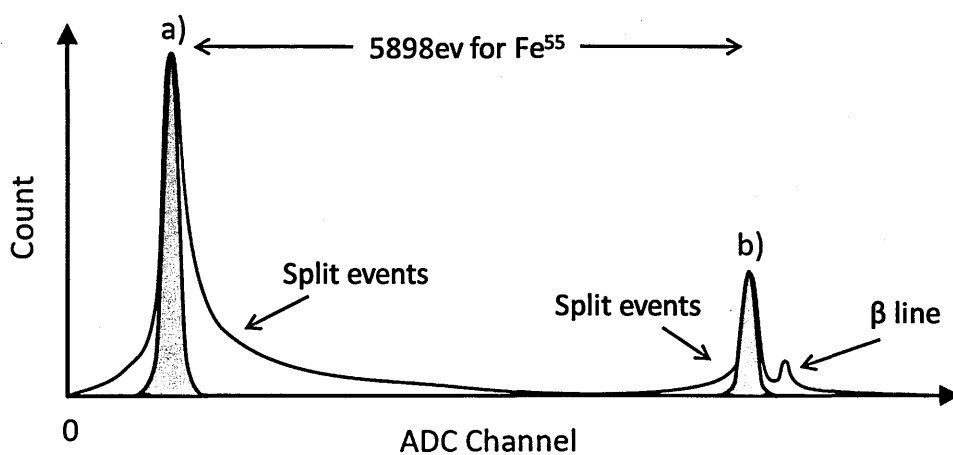 a)
5898ev for Fe⁵⁵
Count
b)
Split events
Split events
β line
0
ADC Channel